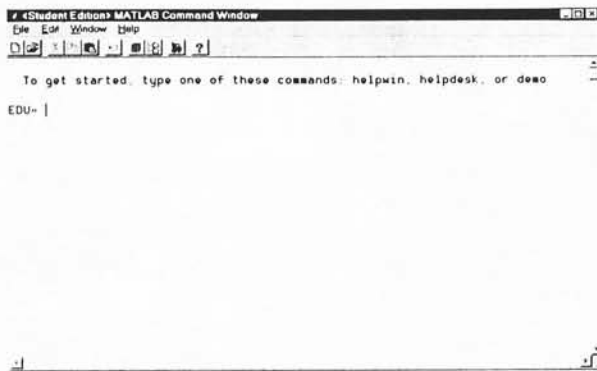 <Student Edition> MATLAB Command Window
File Edit Window Help
?
To get started, type one of these commands: helpwin, helpdesk, or demo
EDU»